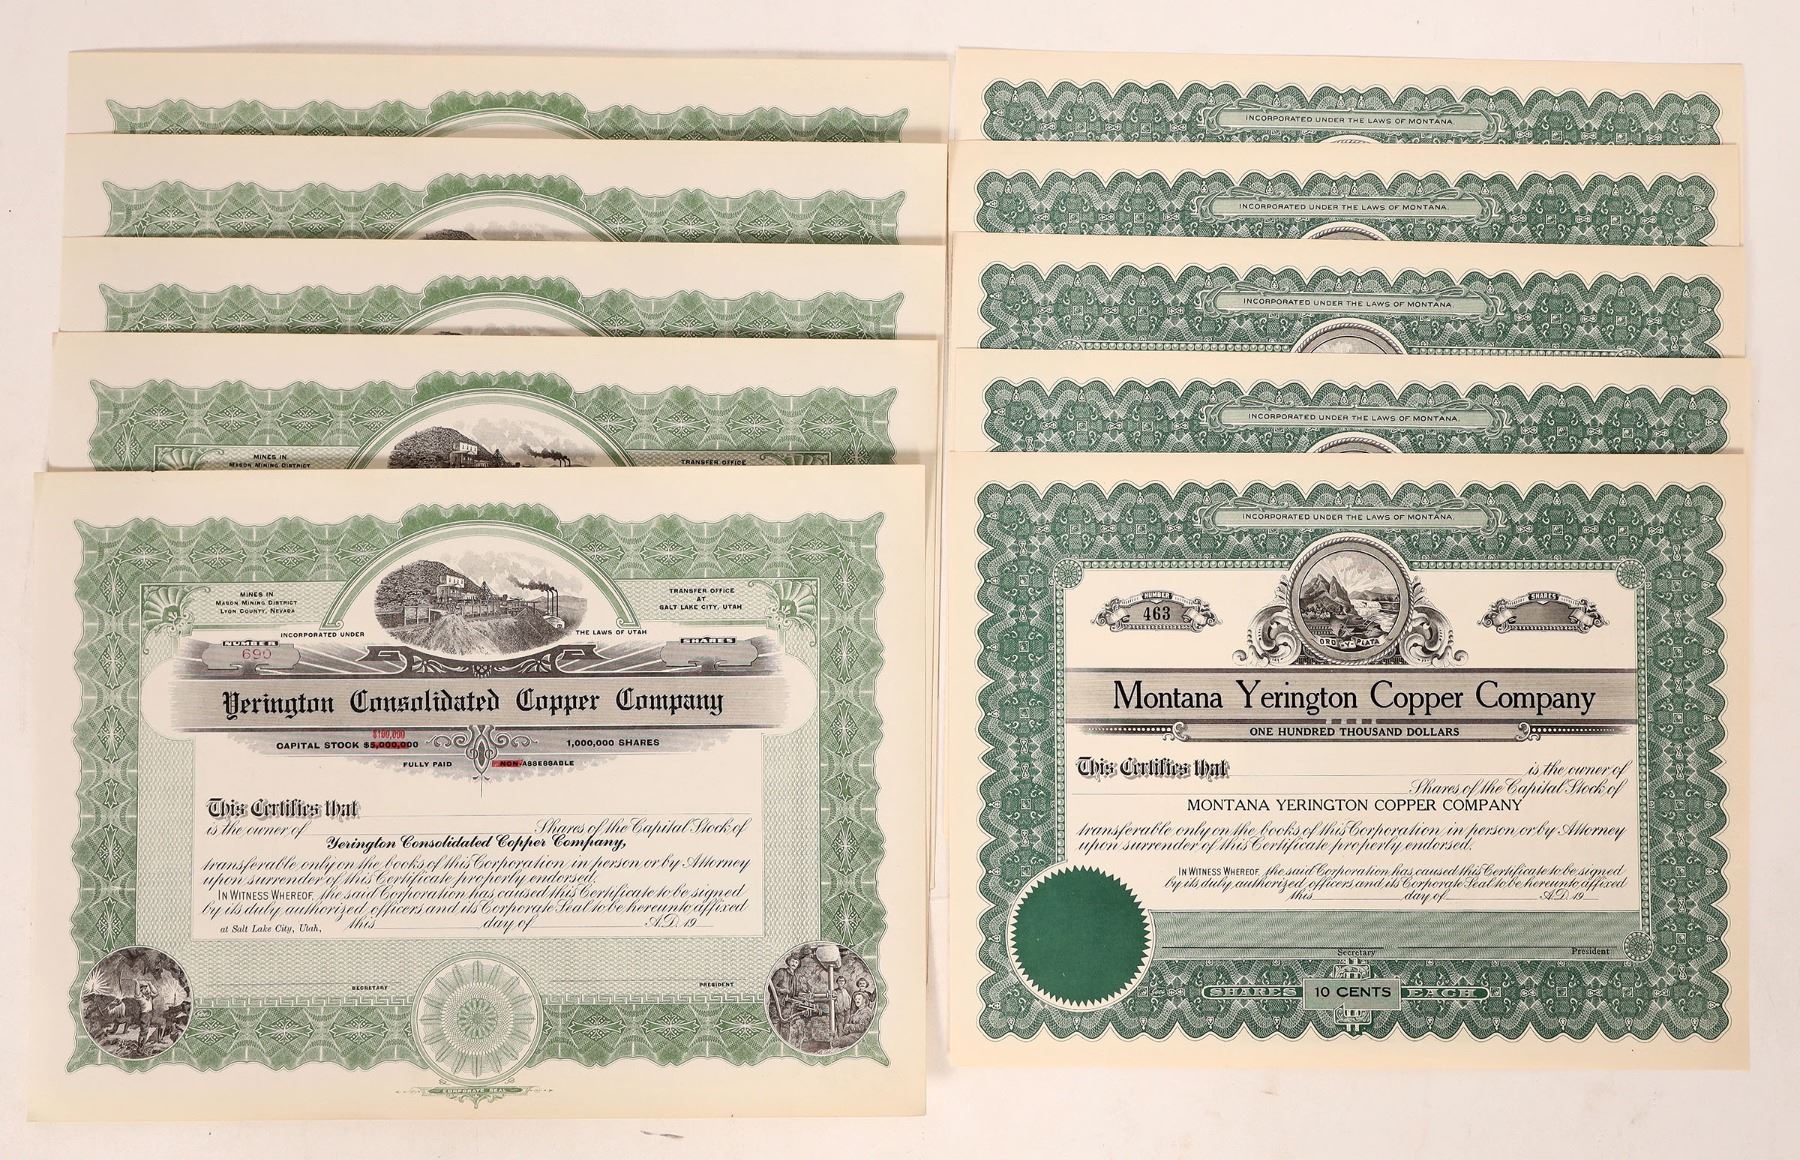 MINES IN
MASON MINING DISTRICT
TRANSFER OFFICE
MINES IN
MASON MINING DISTRICT
LYON COUNTY, NEVADA
TRANSFER OFFICE
AT
SALT LAKE CITY, UTAH
INCORPORATED UNDER
THE LAWS OF UTAH
NUMBER
690
SHARES
Yerington Consolidated Copper Company
$100,000
CAPITAL STOCK $5,000,000
1,000,000 SHARES
FULLY PAID
NON-ASSESSABLE
This Certifies that
is the owner of Shares of the Capital Stock of
Yerington Consolidated Copper Company,
transferable only on the books of this Corporation in person or by Attorney
upon surrender of this Certificate properly endorsed.
IN WITNESS WHEREOF, the said Corporation has caused this Certificate to be signed
by its duly authorized officers and its Corporate Seal to be hereunto affixed
at Salt Lake City, Utah, this day of A.D. 19
SECRETARY
PRESIDENT
CORPORATE SEAL
INCORPORATED UNDER THE LAWS OF MONTANA.
INCORPORATED UNDER THE LAWS OF MONTANA.
INCORPORATED UNDER THE LAWS OF MONTANA.
INCORPORATED UNDER THE LAWS OF MONTANA.
INCORPORATED UNDER THE LAWS OF MONTANA.
NUMBER
463
SHARES
ORO Y PLATA
Montana Yerington Copper Company
ONE HUNDRED THOUSAND DOLLARS
This Certifies that is the owner of
Shares of the Capital Stock of
MONTANA YERINGTON COPPER COMPANY
transferable only on the books of this Corporation in person or by Attorney
upon surrender of this Certificate properly endorsed.
IN WITNESS WHEREOF, the said Corporation has caused this Certificate to be signed
by its duly authorized officers and its Corporate Seal to be hereunto affixed
this day of A.D. 19
Secretary
President
SHARES 10 CENTS EACH